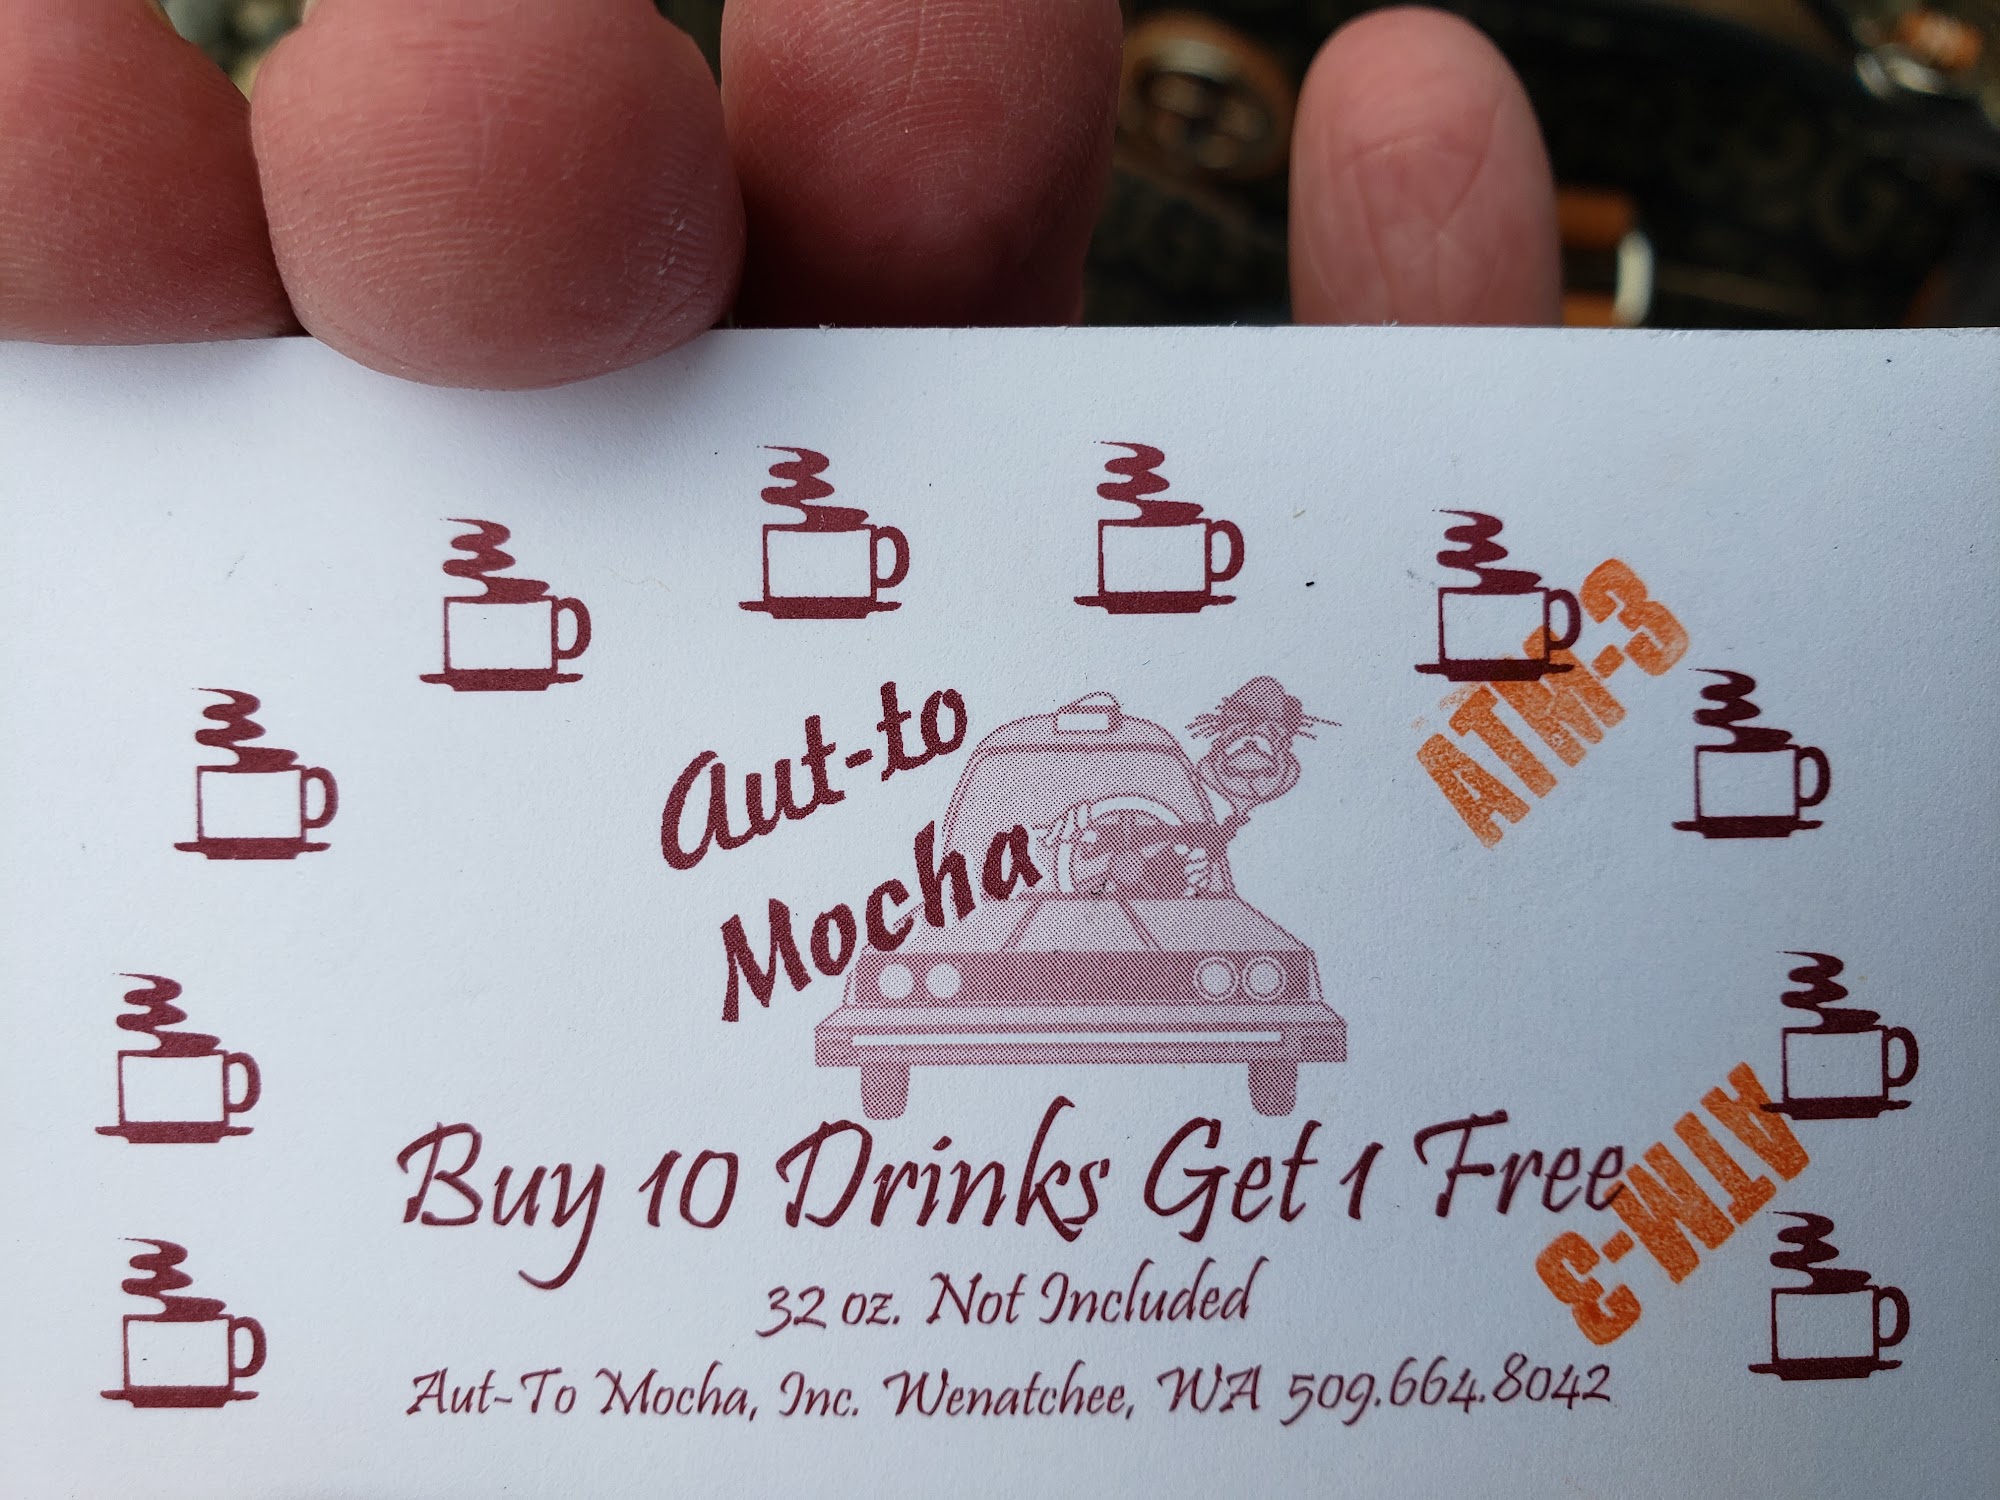 Aut-to
Mocha
ATM-3
Buy 10 Drinks Get 1 Free
ATM-3
32 oz. Not Included
Aut-To Mocha, Inc. Wenatchee, WA 509.664.8042